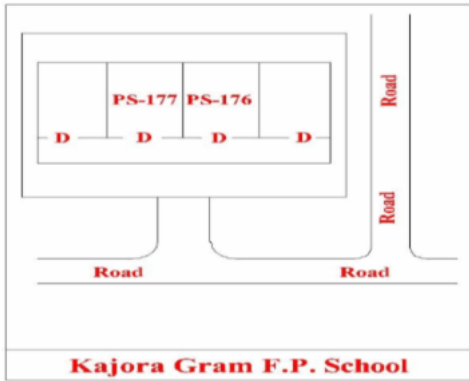 Road
PS-177 PS-176
D D D D
Road
Road Road
Kajora Gram F.P. School